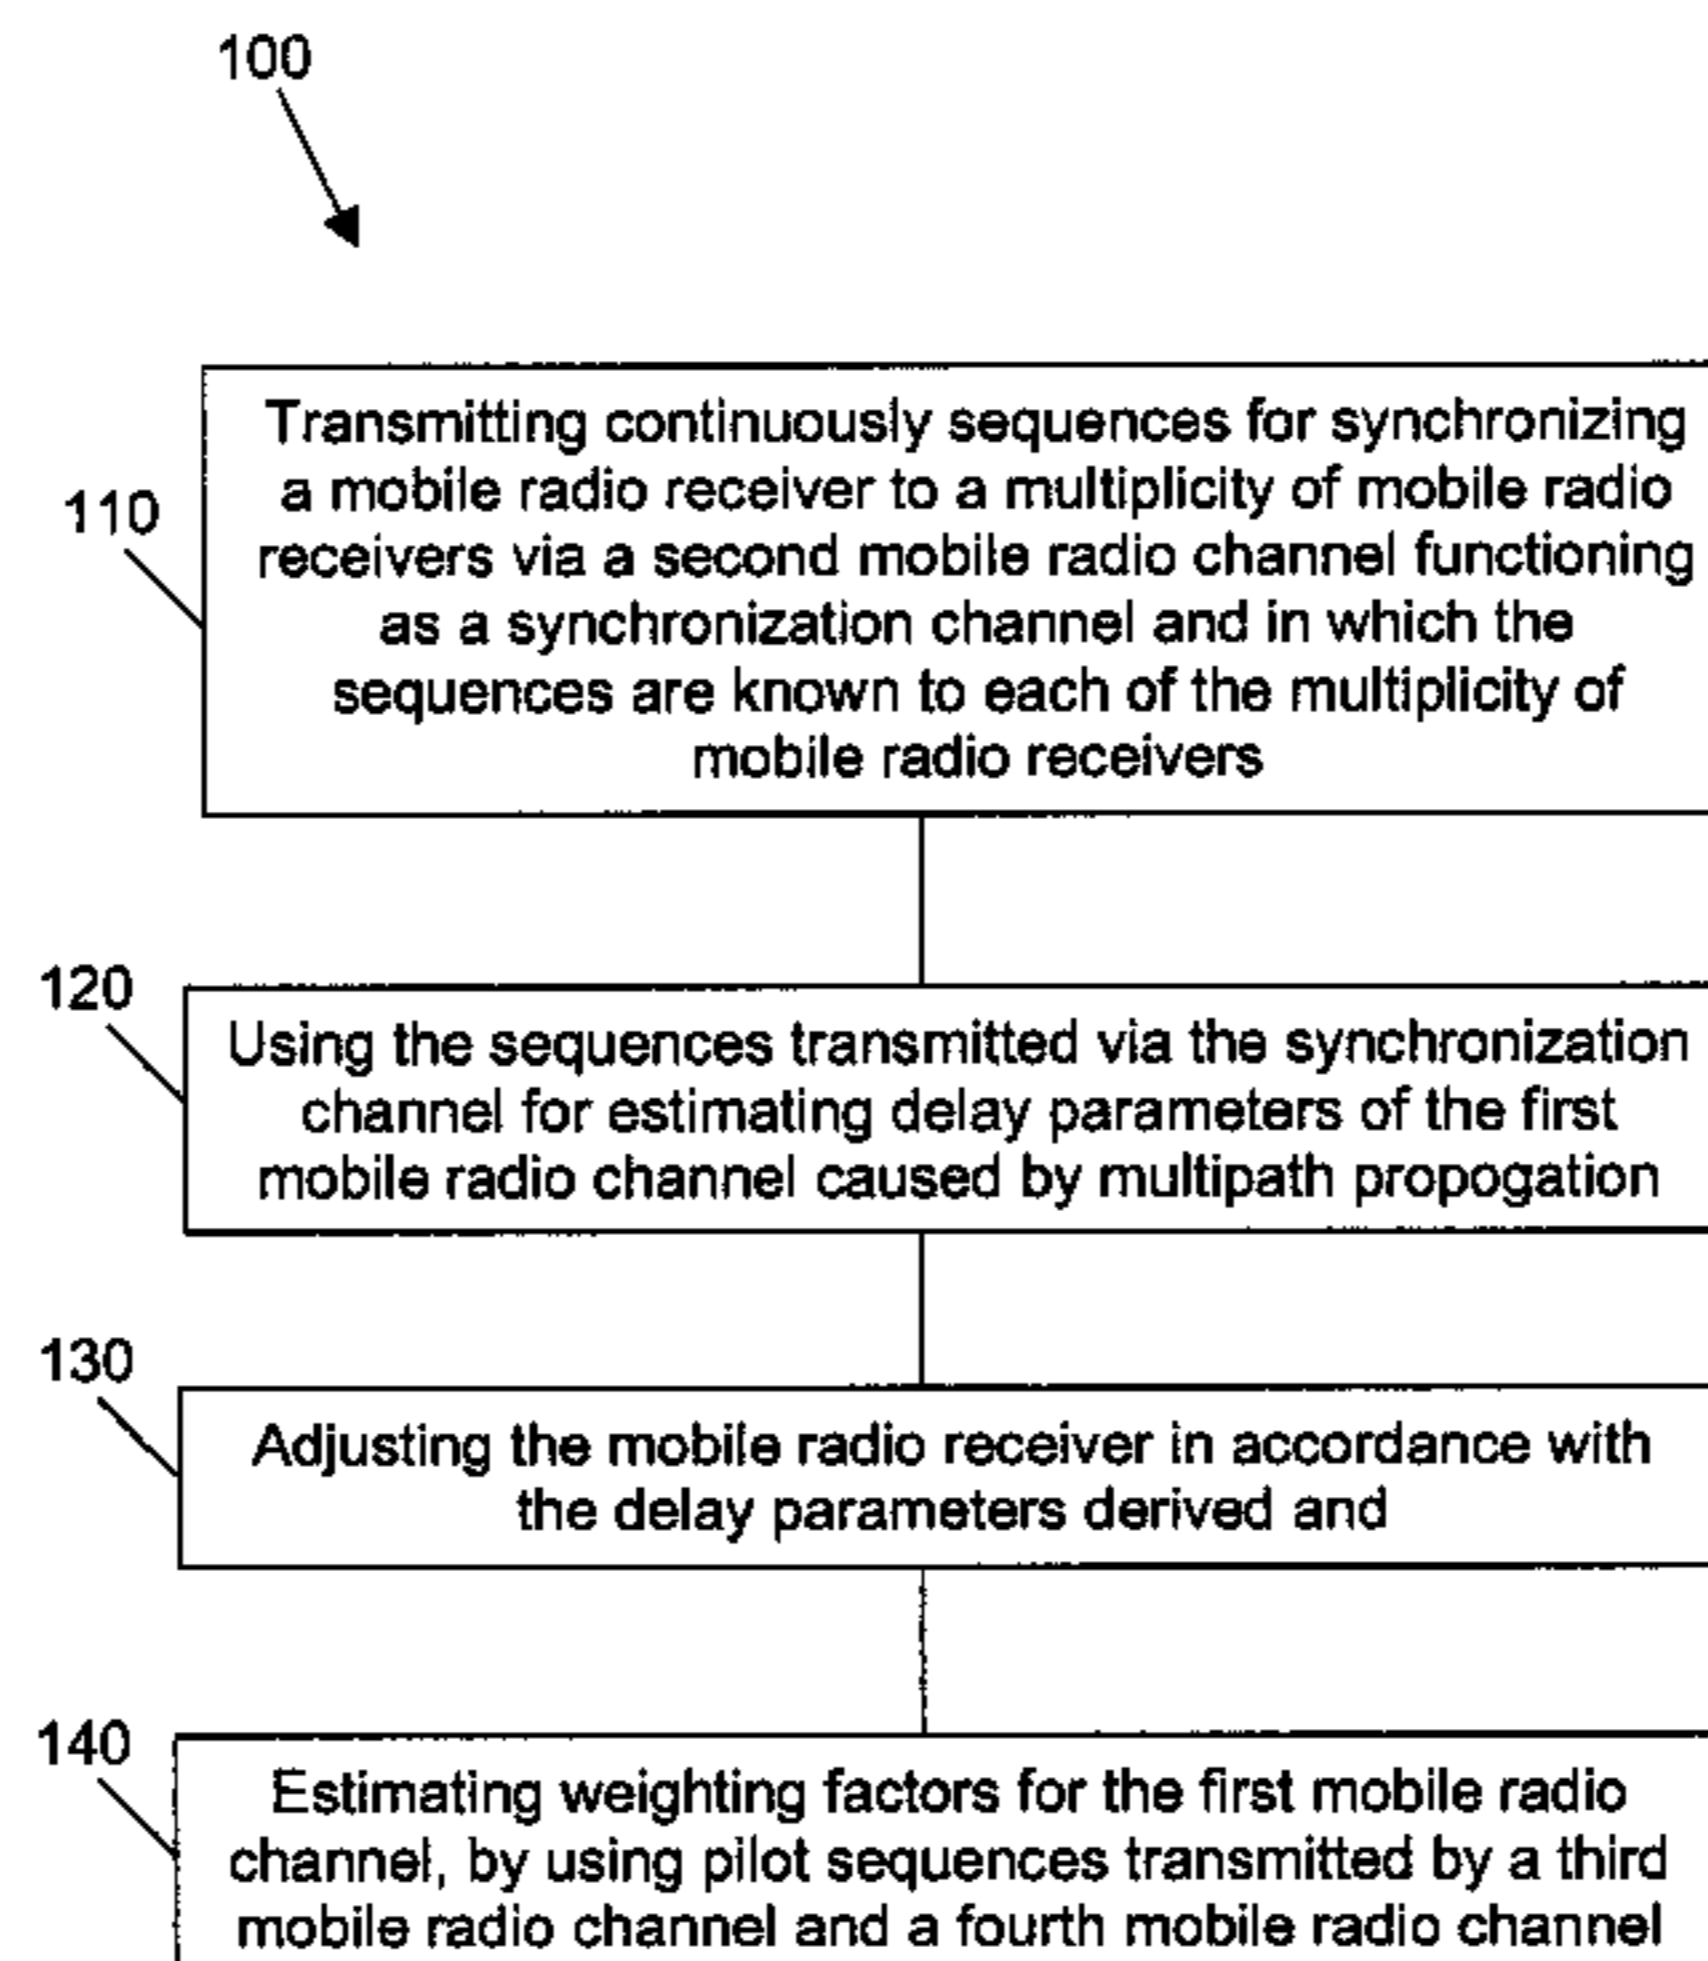 100
110
Transmitting continuously sequences for synchronizing
a mobile radio receiver to a multiplicity of mobile radio
receivers via a second mobile radio channel functioning
as a synchronization channel and in which the
sequences are known to each of the multiplicity of
mobile radio receivers
120
Using the sequences transmitted via the synchronization
channel for estimating delay parameters of the first
mobile radio channel caused by multipath propogation
130
Adjusting the mobile radio receiver in accordance with
the delay parameters derived and
140
Estimating weighting factors for the first mobile radio
channel, by using pilot sequences transmitted by a third
mobile radio channel and a fourth mobile radio channel